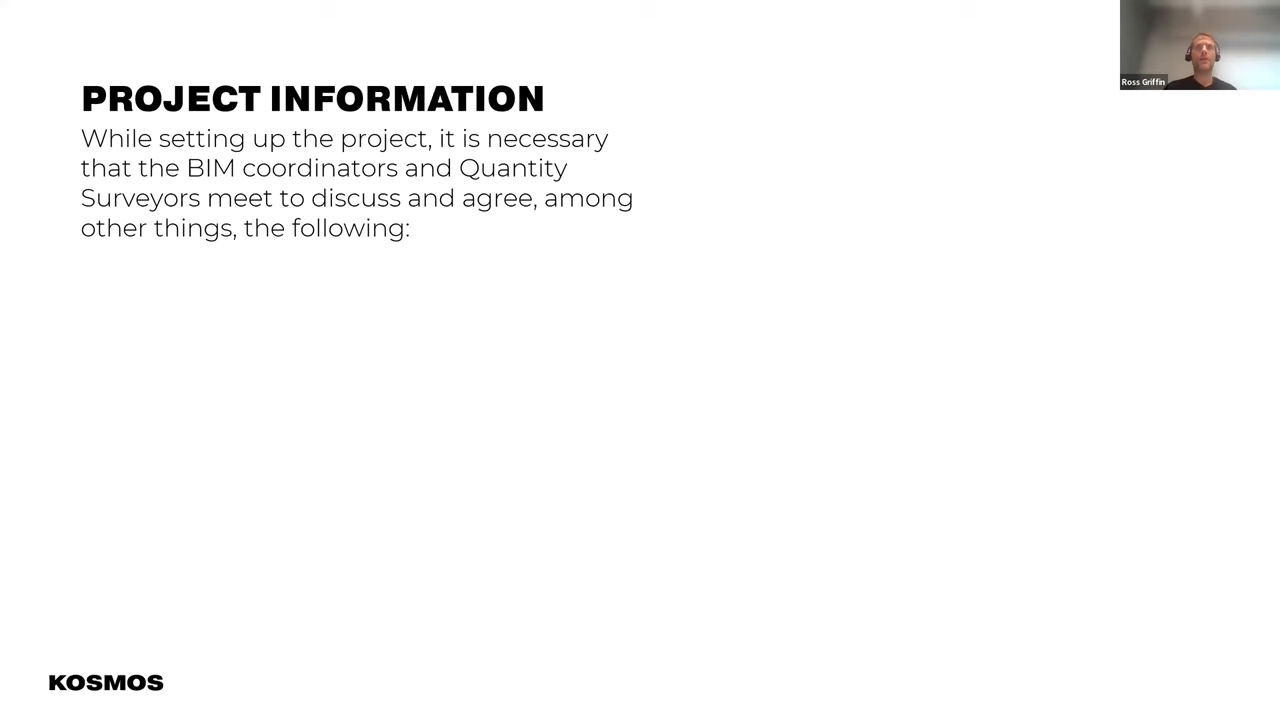 Ross Griffin
PROJECT INFORMATION
While setting up the project, it is necessary
that the BIM coordinators and Quantity
Surveyors meet to discuss and agree, among
other things, the following:
KOSMOS